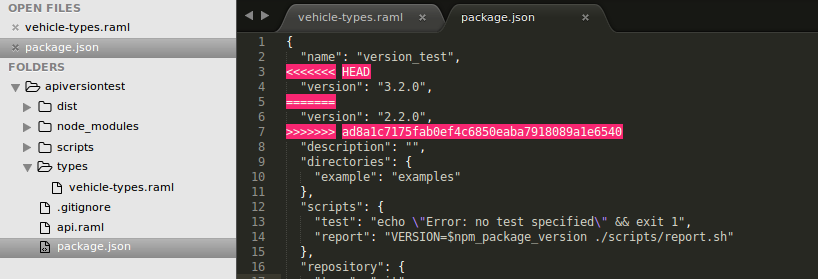 OPEN FILES
vehicle-types.raml
package.json
FOLDERS
apiversiontest
dist
node_modules
scripts
types
vehicle-types.raml
.gitignore
api.raml
package.json
vehicle-types.raml
package.json
1 {
2 "name": "version_test",
3 <<<<<<< HEAD
4 "version": "3.2.0",
5 =======
6 "version": "2.2.0",
7 >>>>>>> ad8a1c7175fab0ef4c6850eaba7918089a1e6540
8 "description": "",
9 "directories": {
10 "example": "examples"
11 },
12 "scripts": {
13 "test": "echo \"Error: no test specified\" && exit 1",
14 "report": "VERSION=$npm_package_version ./scripts/report.sh"
15 },
16 "repository": {